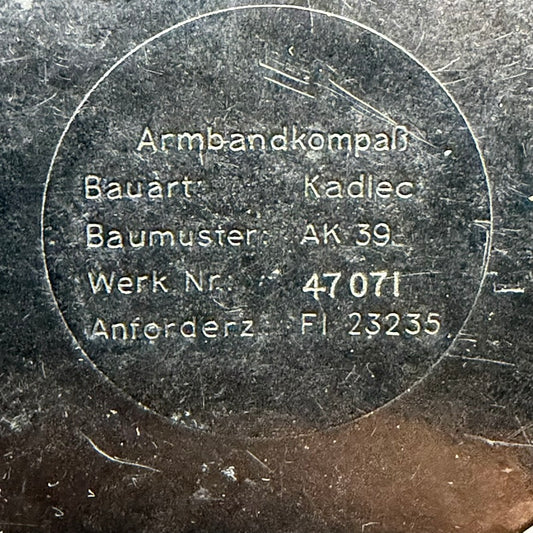 Armbandkompaß
Bauart: Kadlec
Baumuster: AK 39
Werk Nr.: 47071
Anforderz.: Fl 23235